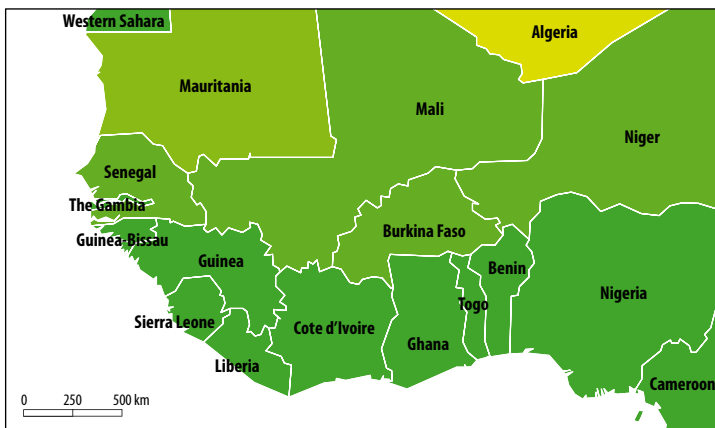 Western Sahara
Algeria
Mauritania
Mali
Niger
Senegal
The Gambia
Burkina Faso
Guinea-Bissau
Guinea
Benin
Nigeria
Togo
Sierra Leone
Cote d'Ivoire
Ghana
Liberia
Cameroon
0 250 500 km